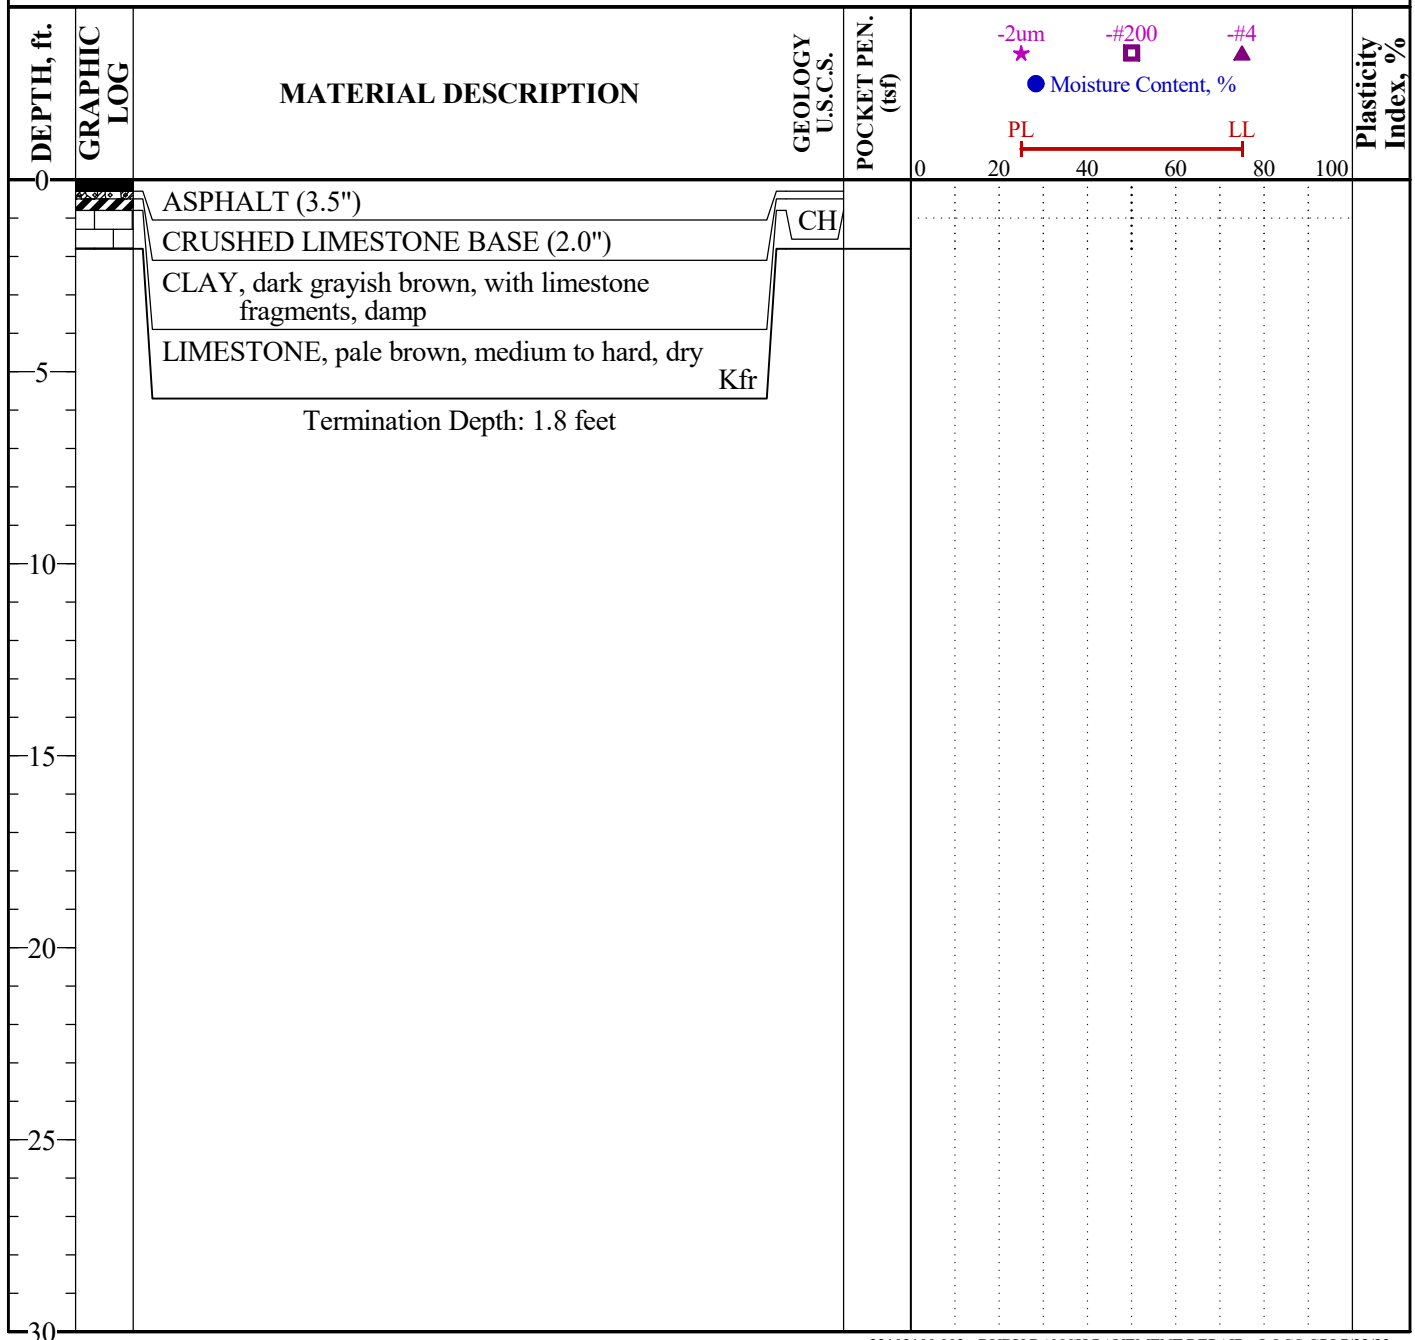 DEPTH, ft.
GRAPHIC
LOG
MATERIAL DESCRIPTION
GEOLOGY
U.S.C.S.
POCKET PEN.
(tsf)
-2um -#200 -#4
Moisture Content, %
PL LL
0 20 40 60 80 100
Plasticity
Index, %
0
ASPHALT (3.5")
CH
CRUSHED LIMESTONE BASE (2.0")
CLAY, dark grayish brown, with limestone
fragments, damp
LIMESTONE, pale brown, medium to hard, dry
5
Kfr
Termination Depth: 1.8 feet
10
15
20
25
30